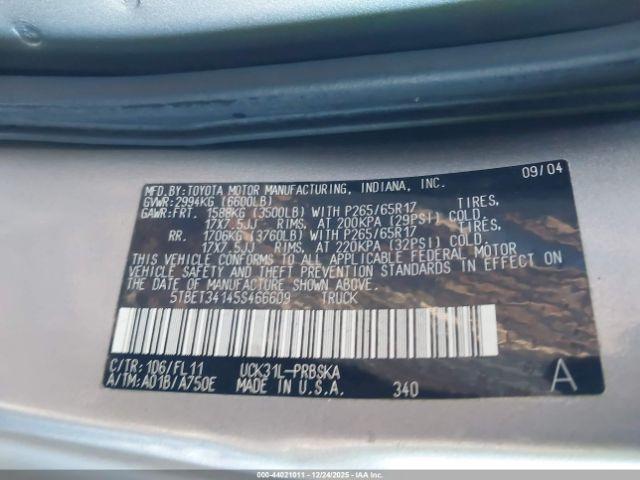 09/04
MFD.BY:TOYOTA MOTOR MANUFACTURING, INDIANA, INC.
GVWR:2994KG (6600LB)
GAWR:FRT. 1588KG (3500LB) WITH P265/65R17 TIRES,
17X7.5JJ RIMS, AT 200KPA (29PSI) COLD.
RR. 1706KG (3760LB) WITH P265/65R17 TIRES,
17X7.5JJ RIMS, AT 220KPA (32PSI) COLD.
THIS VEHICLE CONFORMS TO ALL APPLICABLE FEDERAL MOTOR
VEHICLE SAFETY AND THEFT PREVENTION STANDARDS IN EFFECT ON
THE DATE OF MANUFACTURE SHOWN ABOVE.
5TBET34145S466609 TRUCK
C/TR:1D6/FL11 UCK31L-PRBSKA
A/TM:A01B/A750E MADE IN U.S.A. 340 A
000-44021011 - 12/24/2025 - COPYRIGHT IAA